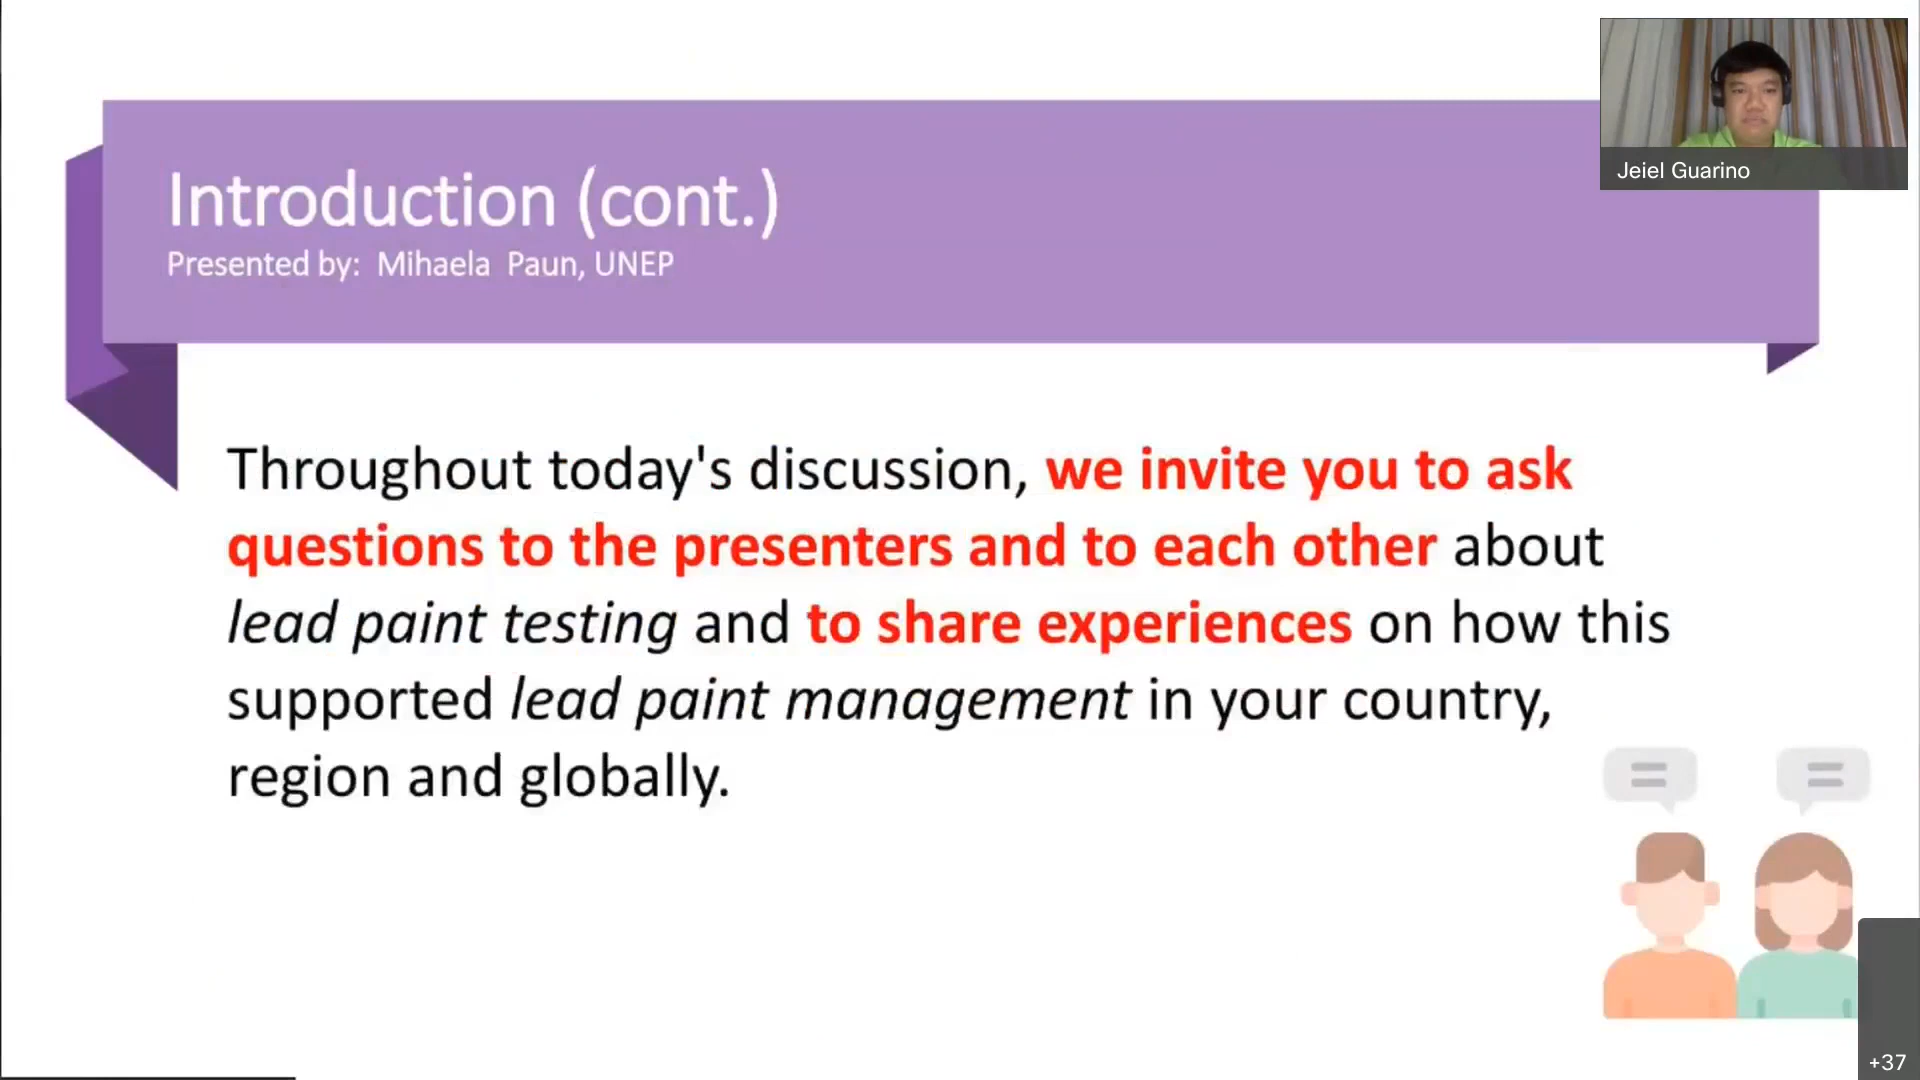 Introduction (cont.)
Presented by: Mihaela Paun, UNEP
Jeiel Guarino
Throughout today's discussion, we invite you to ask
questions to the presenters and to each other about
lead paint testing and to share experiences on how this
supported lead paint management in your country,
region and globally.
+37